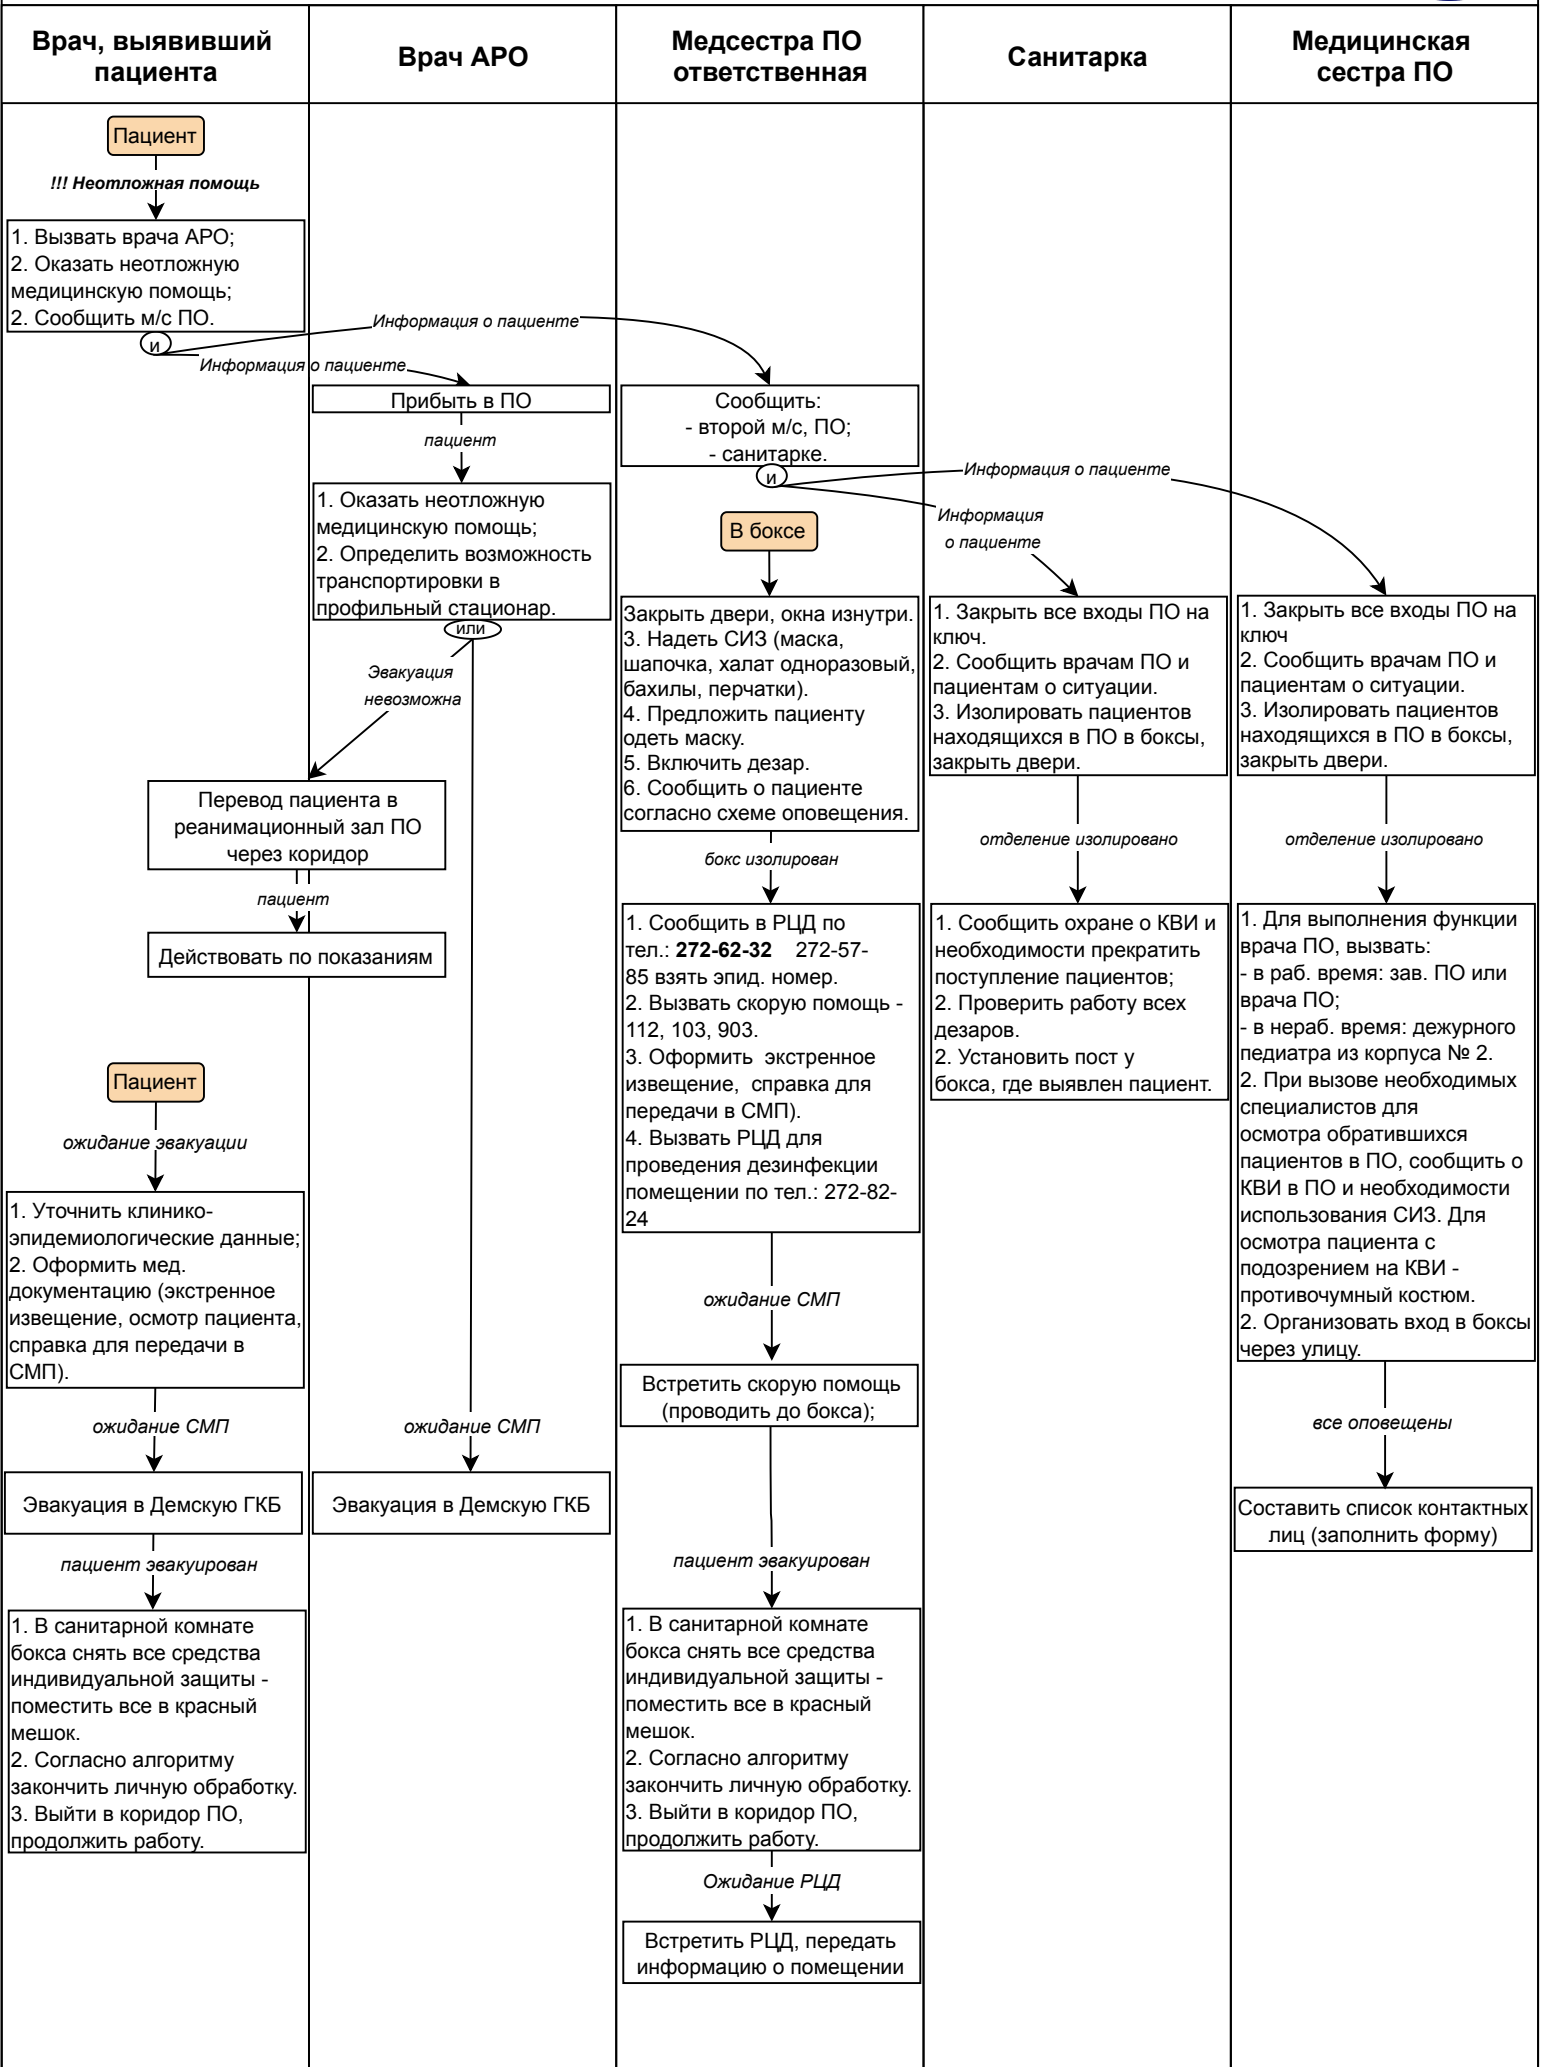 Врач, выявивший
пациента
Врач АРО
Медсестра ПО
ответственная
Санитарка
Медицинская
сестра ПО
Пациент
!!! Неотложная помощь
1. Вызвать врача АРО;
2. Оказать неотложную
медицинскую помощь;
2. Сообщить м/с ПО.
и
Информация о пациенте
Информация о пациенте
Прибыть в ПО
пациент
1. Оказать неотложную
медицинскую помощь;
2. Определить возможность
транспортировки в
профильный стационар.
или
Эвакуация
невозможна
Перевод пациента в
реанимационный зал ПО
через коридор
пациент
Действовать по показаниям
Сообщить:
- второй м/с, ПО;
- санитарке.
и
Информация о пациенте
Информация
о пациенте
В боксе
Закрыть двери, окна изнутри.
3. Надеть СИЗ (маска,
шапочка, халат одноразовый,
бахилы, перчатки).
4. Предложить пациенту
одеть маску.
5. Включить дезар.
6. Сообщить о пациенте
согласно схеме оповещения.
бокс изолирован
1. Сообщить в РЦД по
тел.: 272-62-32 272-57-
85 взять эпид. номер.
2. Вызвать скорую помощь -
112, 103, 903.
3. Оформить экстренное
извещение, справка для
передачи в СМП).
4. Вызвать РЦД для
проведения дезинфекции
помещении по тел.: 272-82-
24
ожидание СМП
Встретить скорую помощь
(проводить до бокса);
пациент эвакуирован
1. В санитарной комнате
бокса снять все средства
индивидуальной защиты -
поместить все в красный
мешок.
2. Согласно алгоритму
закончить личную обработку.
3. Выйти в коридор ПО,
продолжить работу.
Ожидание РЦД
Встретить РЦД, передать
информацию о помещении
1. Закрыть все входы ПО на
ключ.
2. Сообщить врачам ПО и
пациентам о ситуации.
3. Изолировать пациентов
находящихся в ПО в боксы,
закрыть двери.
отделение изолировано
1. Сообщить охране о КВИ и
необходимости прекратить
поступление пациентов;
2. Проверить работу всех
дезаров.
2. Установить пост у
бокса, где выявлен пациент.
1. Закрыть все входы ПО на
ключ
2. Сообщить врачам ПО и
пациентам о ситуации.
3. Изолировать пациентов
находящихся в ПО в боксы,
закрыть двери.
отделение изолировано
1. Для выполнения функции
врача ПО, вызвать:
- в раб. время: зав. ПО или
врача ПО;
- в нераб. время: дежурного
педиатра из корпуса № 2.
2. При вызове необходимых
специалистов для
осмотра обратившихся
пациентов в ПО, сообщить о
КВИ в ПО и необходимости
использования СИЗ. Для
осмотра пациента с
подозрением на КВИ -
противочумный костюм.
2. Организовать вход в боксы
через улицу.
все оповещены
Составить список контактных
лиц (заполнить форму)
Пациент
ожидание эвакуации
1. Уточнить клинико-
эпидемиологические данные;
2. Оформить мед.
документацию (экстренное
извещение, осмотр пациента,
справка для передачи в
СМП).
ожидание СМП
Эвакуация в Демскую ГКБ
пациент эвакуирован
1. В санитарной комнате
бокса снять все средства
индивидуальной защиты -
поместить все в красный
мешок.
2. Согласно алгоритму
закончить личную обработку.
3. Выйти в коридор ПО,
продолжить работу.
ожидание СМП
Эвакуация в Демскую ГКБ